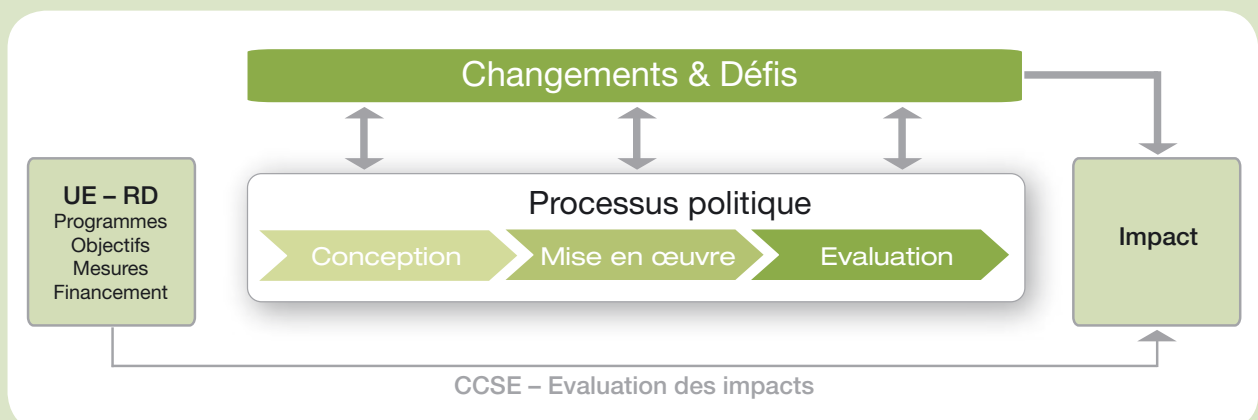 Changements & Défis
UE – RD
Programmes
Objectifs
Mesures
Financement
Processus politique
Conception
Mise en œuvre
Evaluation
Impact
CCSE – Evaluation des impacts